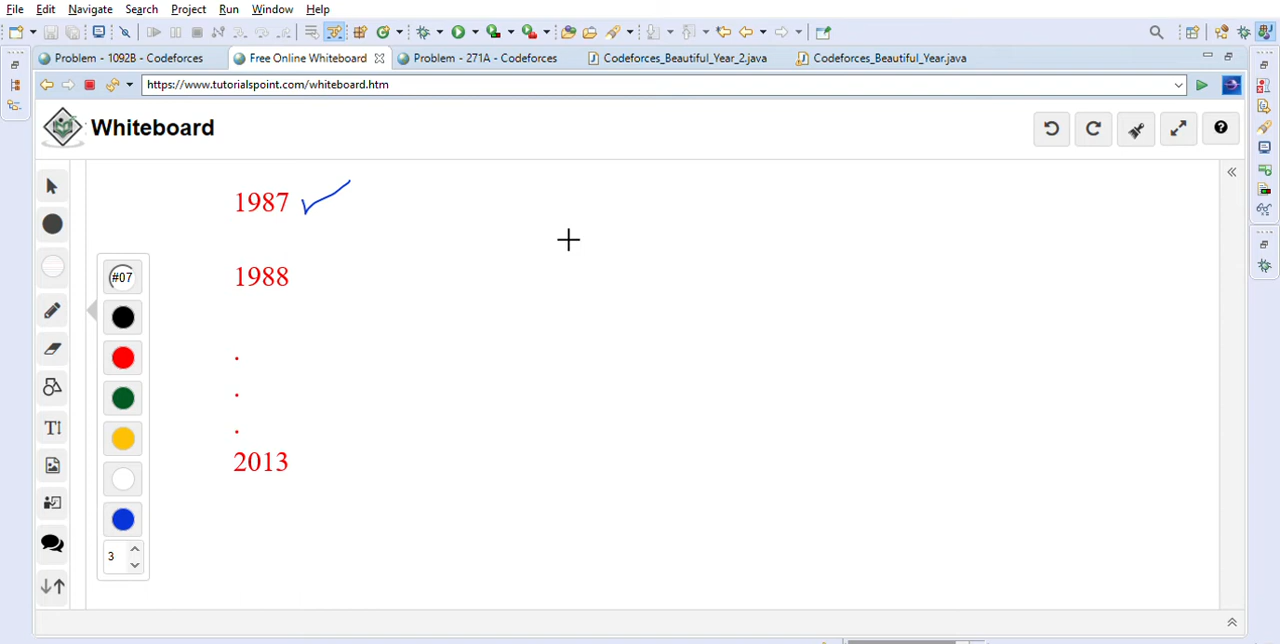 File Edit Navigate Search Project Run Window Help
Problem - 1092B - Codeforces Free Online Whiteboard Problem - 271A - Codeforces Codeforces_Beautiful_Year_2.java Codeforces_Beautiful_Year.java
https://www.tutorialspoint.com/whiteboard.htm
Whiteboard
1987
1988
.
.
.
2013
#07
TI
3